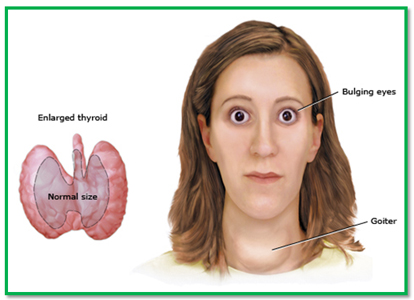 Bulging eyes
Enlarged thyroid
Normal size
Goiter